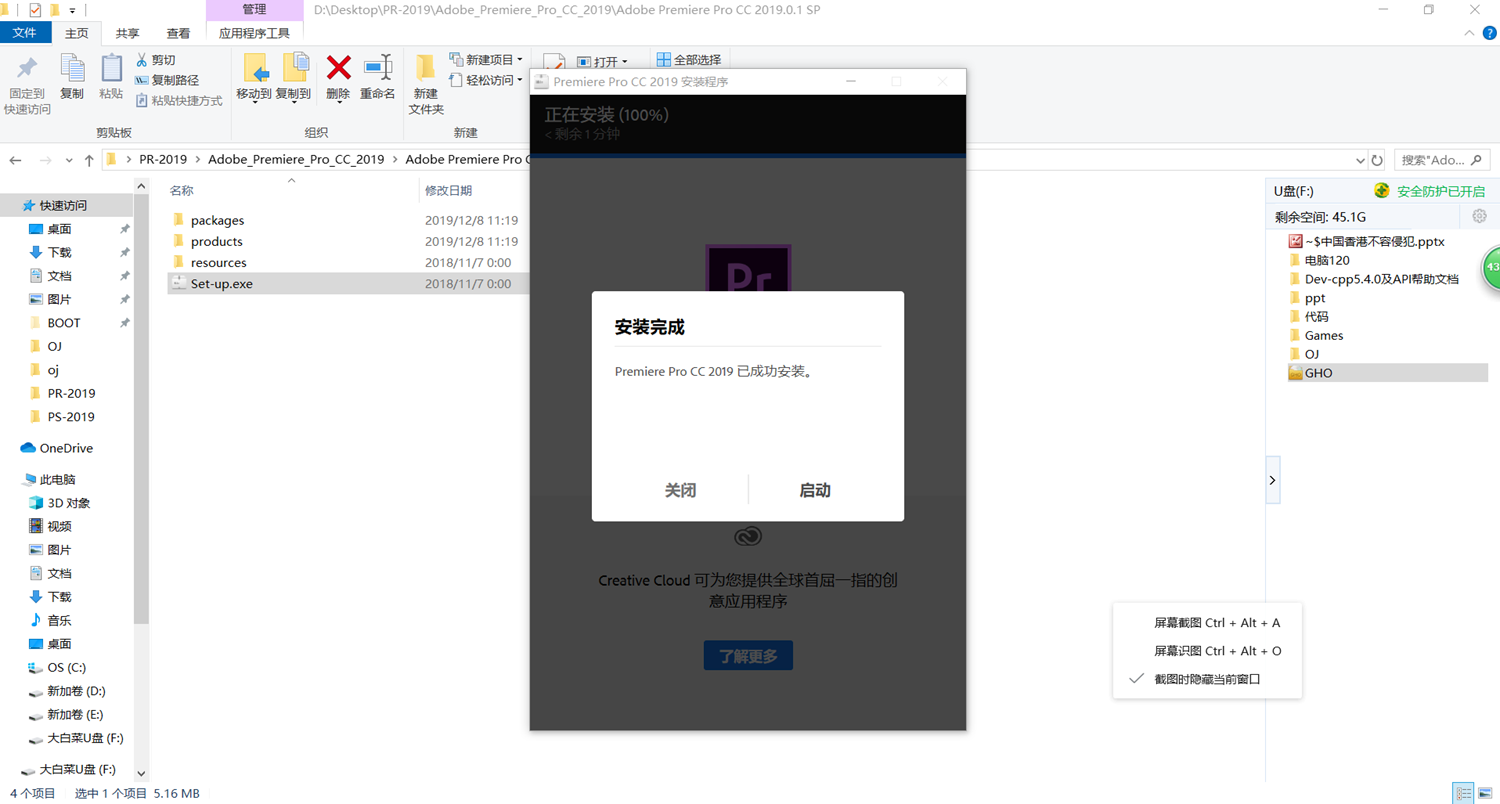 管理
D:\Desktop\PR-2019\Adobe_Premiere_Pro_CC_2019\Adobe Premiere Pro CC 2019.0.1 SP
文件
主页
共享
查看
应用程序工具
固定到
快速访问
复制
粘贴
剪切
复制路径
粘贴快捷方式
剪贴板
移动到
复制到
删除
重命名
组织
新建
文件夹
新建项目
轻松访问
新建
打开
全部选择
PR-2019
Adobe_Premiere_Pro_CC_2019
Adobe Premiere Pro C
搜索"Ado...
快速访问
桌面
下载
文档
图片
BOOT
OJ
oj
PR-2019
PS-2019
OneDrive
此电脑
3D 对象
视频
图片
文档
下载
音乐
桌面
OS (C:)
新加卷 (D:)
新加卷 (E:)
大白菜U盘 (F:)
大白菜U盘 (F:)
名称
修改日期
packages
2019/12/8 11:19
products
2019/12/8 11:19
resources
2018/11/7 0:00
Set-up.exe
2018/11/7 0:00
Premiere Pro CC 2019 安装程序
正在安装 (100%)
< 剩余 1 分钟
Pr
安装完成
Premiere Pro CC 2019 已成功安装。
关闭
启动
Creative Cloud 可为您提供全球首屈一指的创
意应用程序
了解更多
U盘(F:)
安全防护已开启
剩余空间: 45.1G
~$中国香港不容侵犯.pptx
电脑120
Dev-cpp5.4.0及API帮助文档
ppt
代码
Games
OJ
GHO
43
屏幕截图 Ctrl + Alt + A
屏幕识图 Ctrl + Alt + O
截图时隐藏当前窗口
4 个项目
选中 1 个项目 5.16 MB